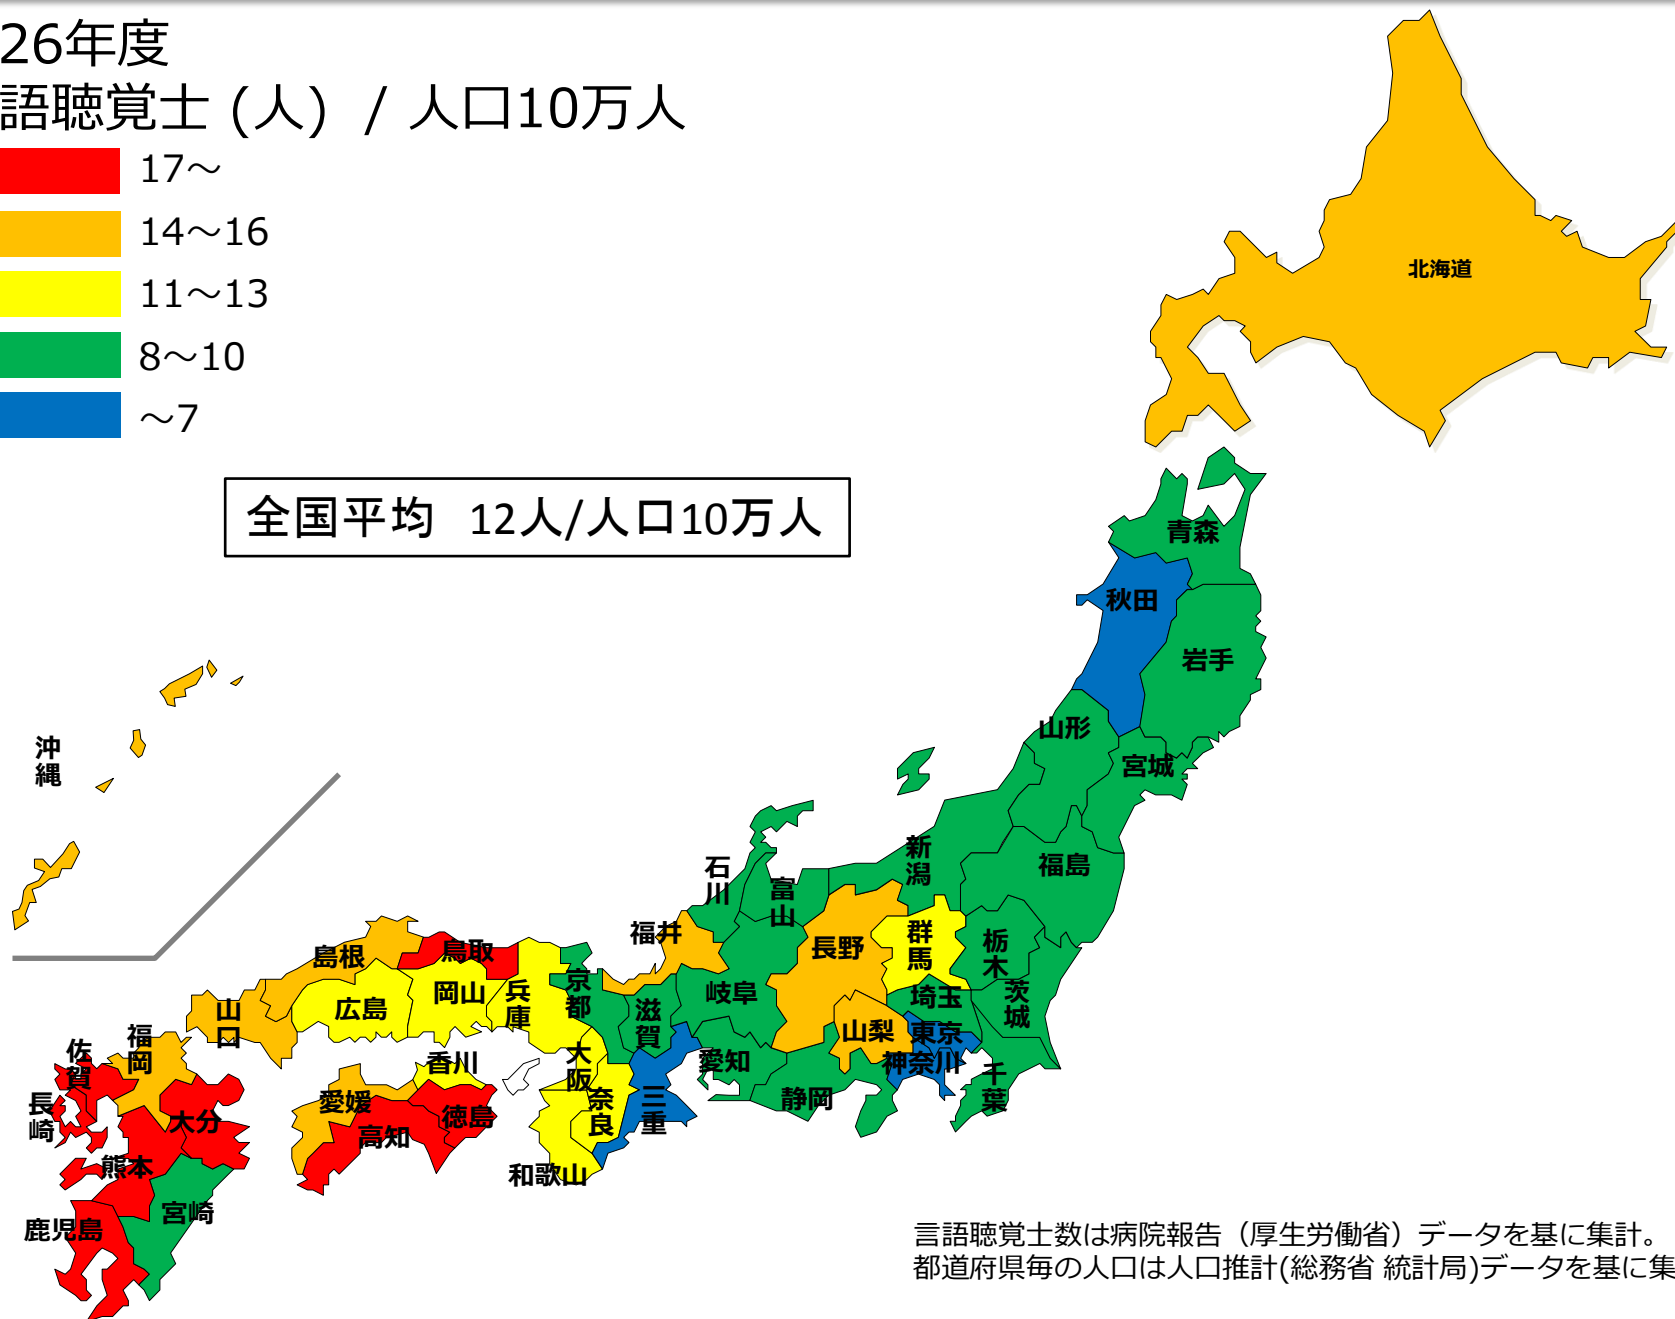 26年度
語聴覚士 (人) / 人口10万人
17～
14～16
11～13
8～10
～7
全国平均 12人/人口10万人
北海道
青森
秋田
岩手
山形
宮城
新潟
福島
石川
富山
福井
長野
群馬
栃木
茨城
埼玉
山梨
東京
神奈川
千葉
岐阜
愛知
静岡
滋賀
三重
京都
大阪
奈良
和歌山
兵庫
鳥取
島根
岡山
広島
山口
香川
愛媛
徳島
高知
福岡
佐賀
長崎
大分
熊本
宮崎
鹿児島
沖縄
言語聴覚士数は病院報告（厚生労働省）データを基に集計。
都道府県毎の人口は人口推計(総務省 統計局)データを基に集